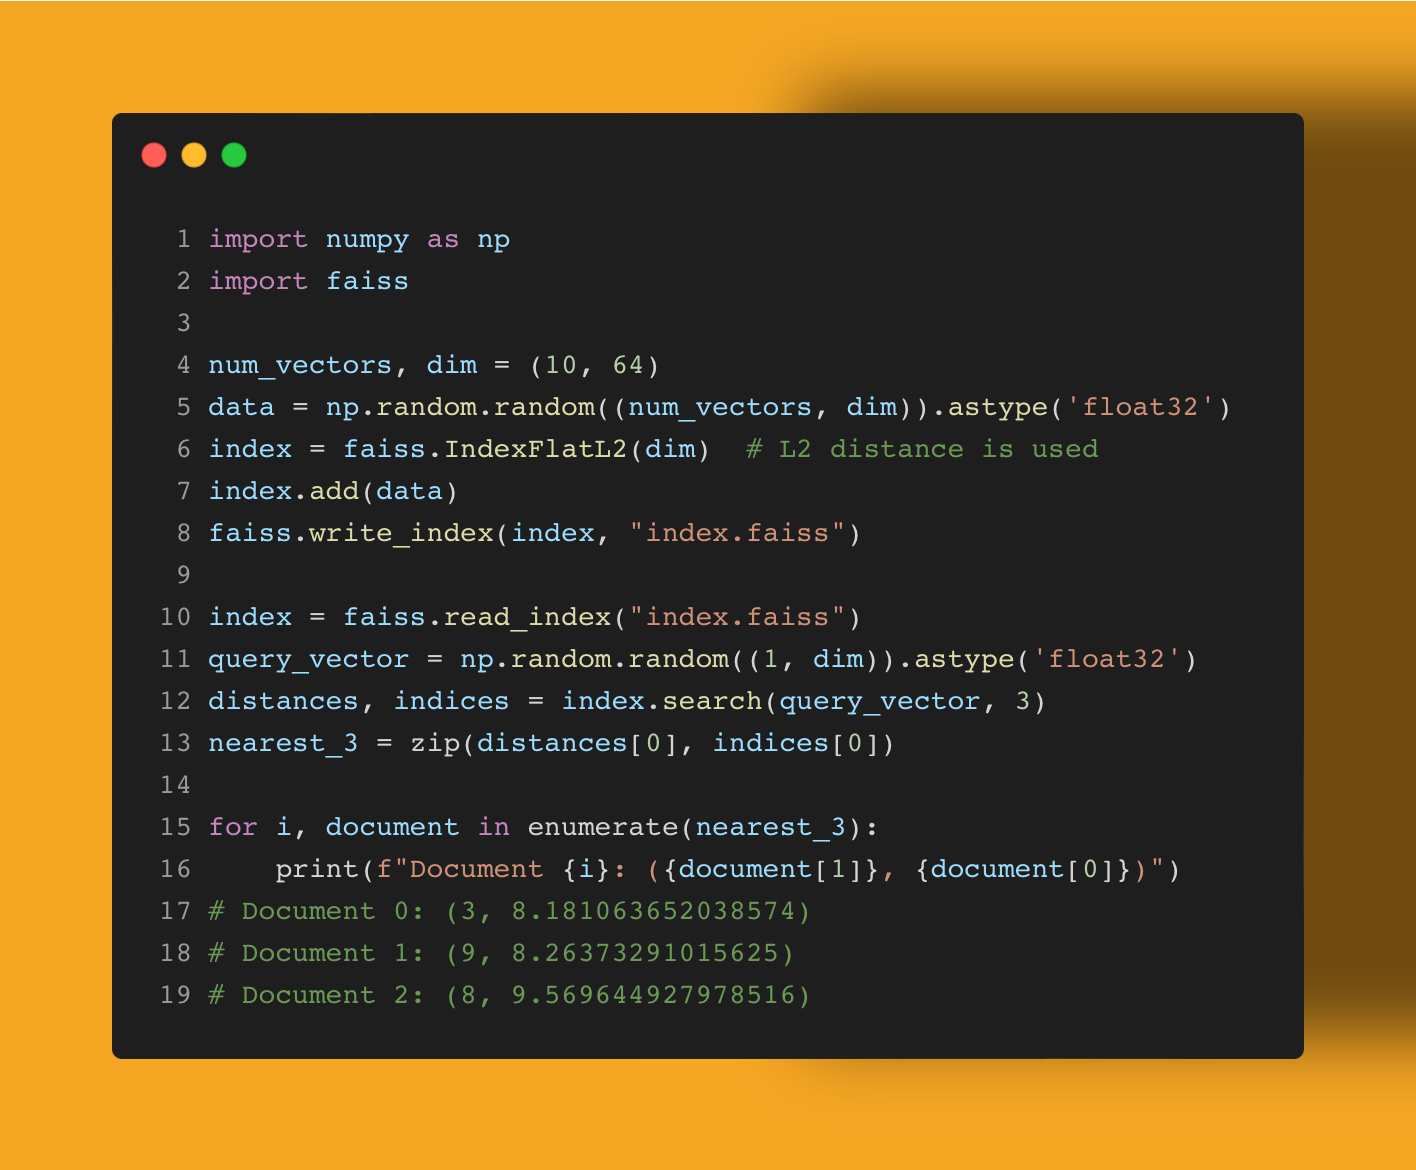 1 import numpy as np
2 import faiss
3
4 num_vectors, dim = (10, 64)
5 data = np.random.random((num_vectors, dim)).astype('float32')
6 index = faiss.IndexFlatL2(dim)  # L2 distance is used
7 index.add(data)
8 faiss.write_index(index, "index.faiss")
9
10 index = faiss.read_index("index.faiss")
11 query_vector = np.random.random((1, dim)).astype('float32')
12 distances, indices = index.search(query_vector, 3)
13 nearest_3 = zip(distances[0], indices[0])
14
15 for i, document in enumerate(nearest_3):
16     print(f"Document {i}: ({document[1]}, {document[0]})")
17 # Document 0: (3, 8.181063652038574)
18 # Document 1: (9, 8.26373291015625)
19 # Document 2: (8, 9.569644927978516)